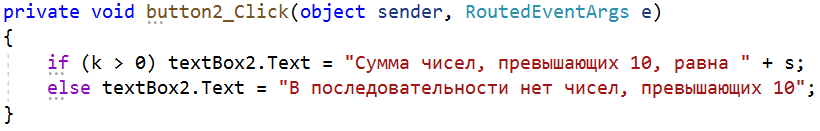 private void button2_Click(object sender, RoutedEventArgs e)
{
    if (k > 0) textBox2.Text = "Сумма чисел, превышающих 10, равна " + s;
    else textBox2.Text = "В последовательности нет чисел, превышающих 10";
}